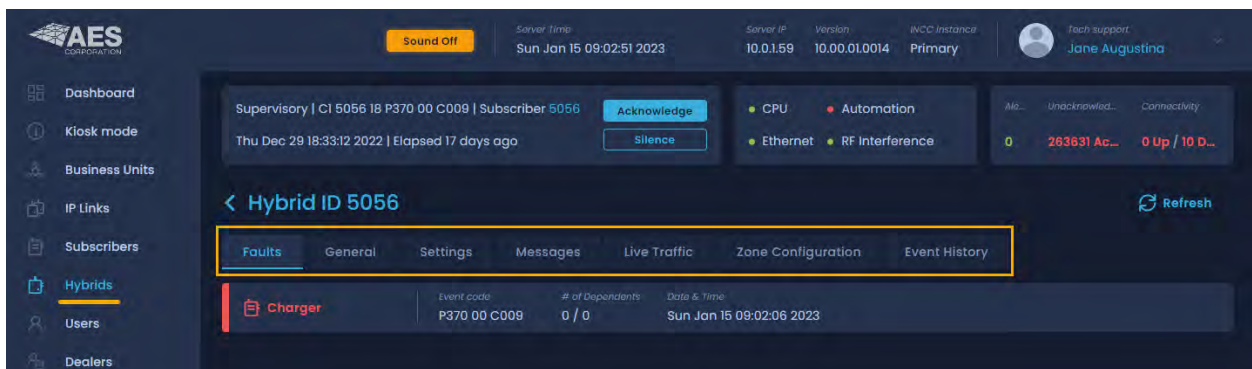 AES
CORPORATION
Sound Off
Server Time
Sun Jan 15 09:02:51 2023
Server IP
10.0.1.59
Version
10.00.01.0014
INCC Instance
Primary
Tech support
Jane Augustina
Dashboard
Kiosk mode
Business Units
IP Links
Subscribers
Hybrids
Users
Dealers
Supervisory | C1 5056 18 P370 00 C009 | Subscriber 5056
Thu Dec 29 18:33:12 2022 | Elapsed 17 days ago
Acknowledge
Silence
CPU
Automation
Ethernet
RF Interference
Ala...
0
Unacknowled...
263631 Ac...
Connectivity
0 Up / 10 D...
Hybrid ID 5056
Refresh
Faults
General
Settings
Messages
Live Traffic
Zone Configuration
Event History
Charger
Event code
P370 00 C009
# of Dependents
0 / 0
Date & Time
Sun Jan 15 09:02:06 2023